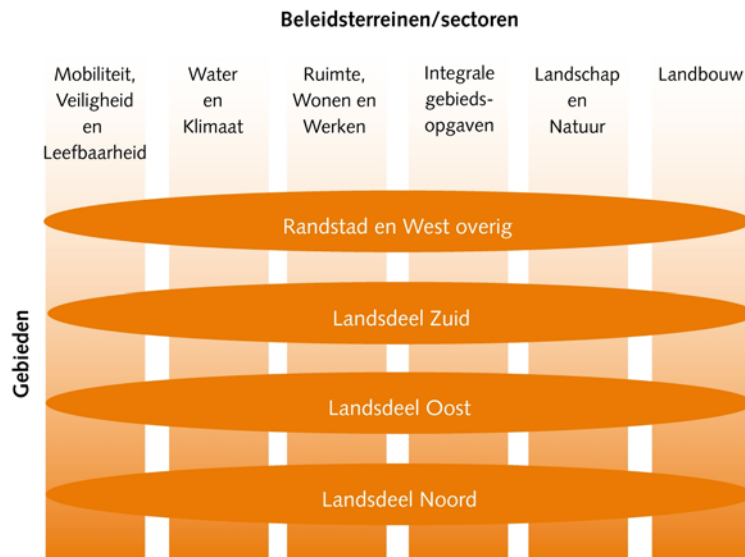 Beleidsterreinen/sectoren
Mobiliteit,
Veiligheid
en
Leefbaarheid
Water
en
Klimaat
Ruimte,
Wonen en
Werken
Integrale
gebieds-
opgaven
Landschap
en
Natuur
Landbouw
Gebieden
Randstad en West overig
Landsdeel Zuid
Landsdeel Oost
Landsdeel Noord